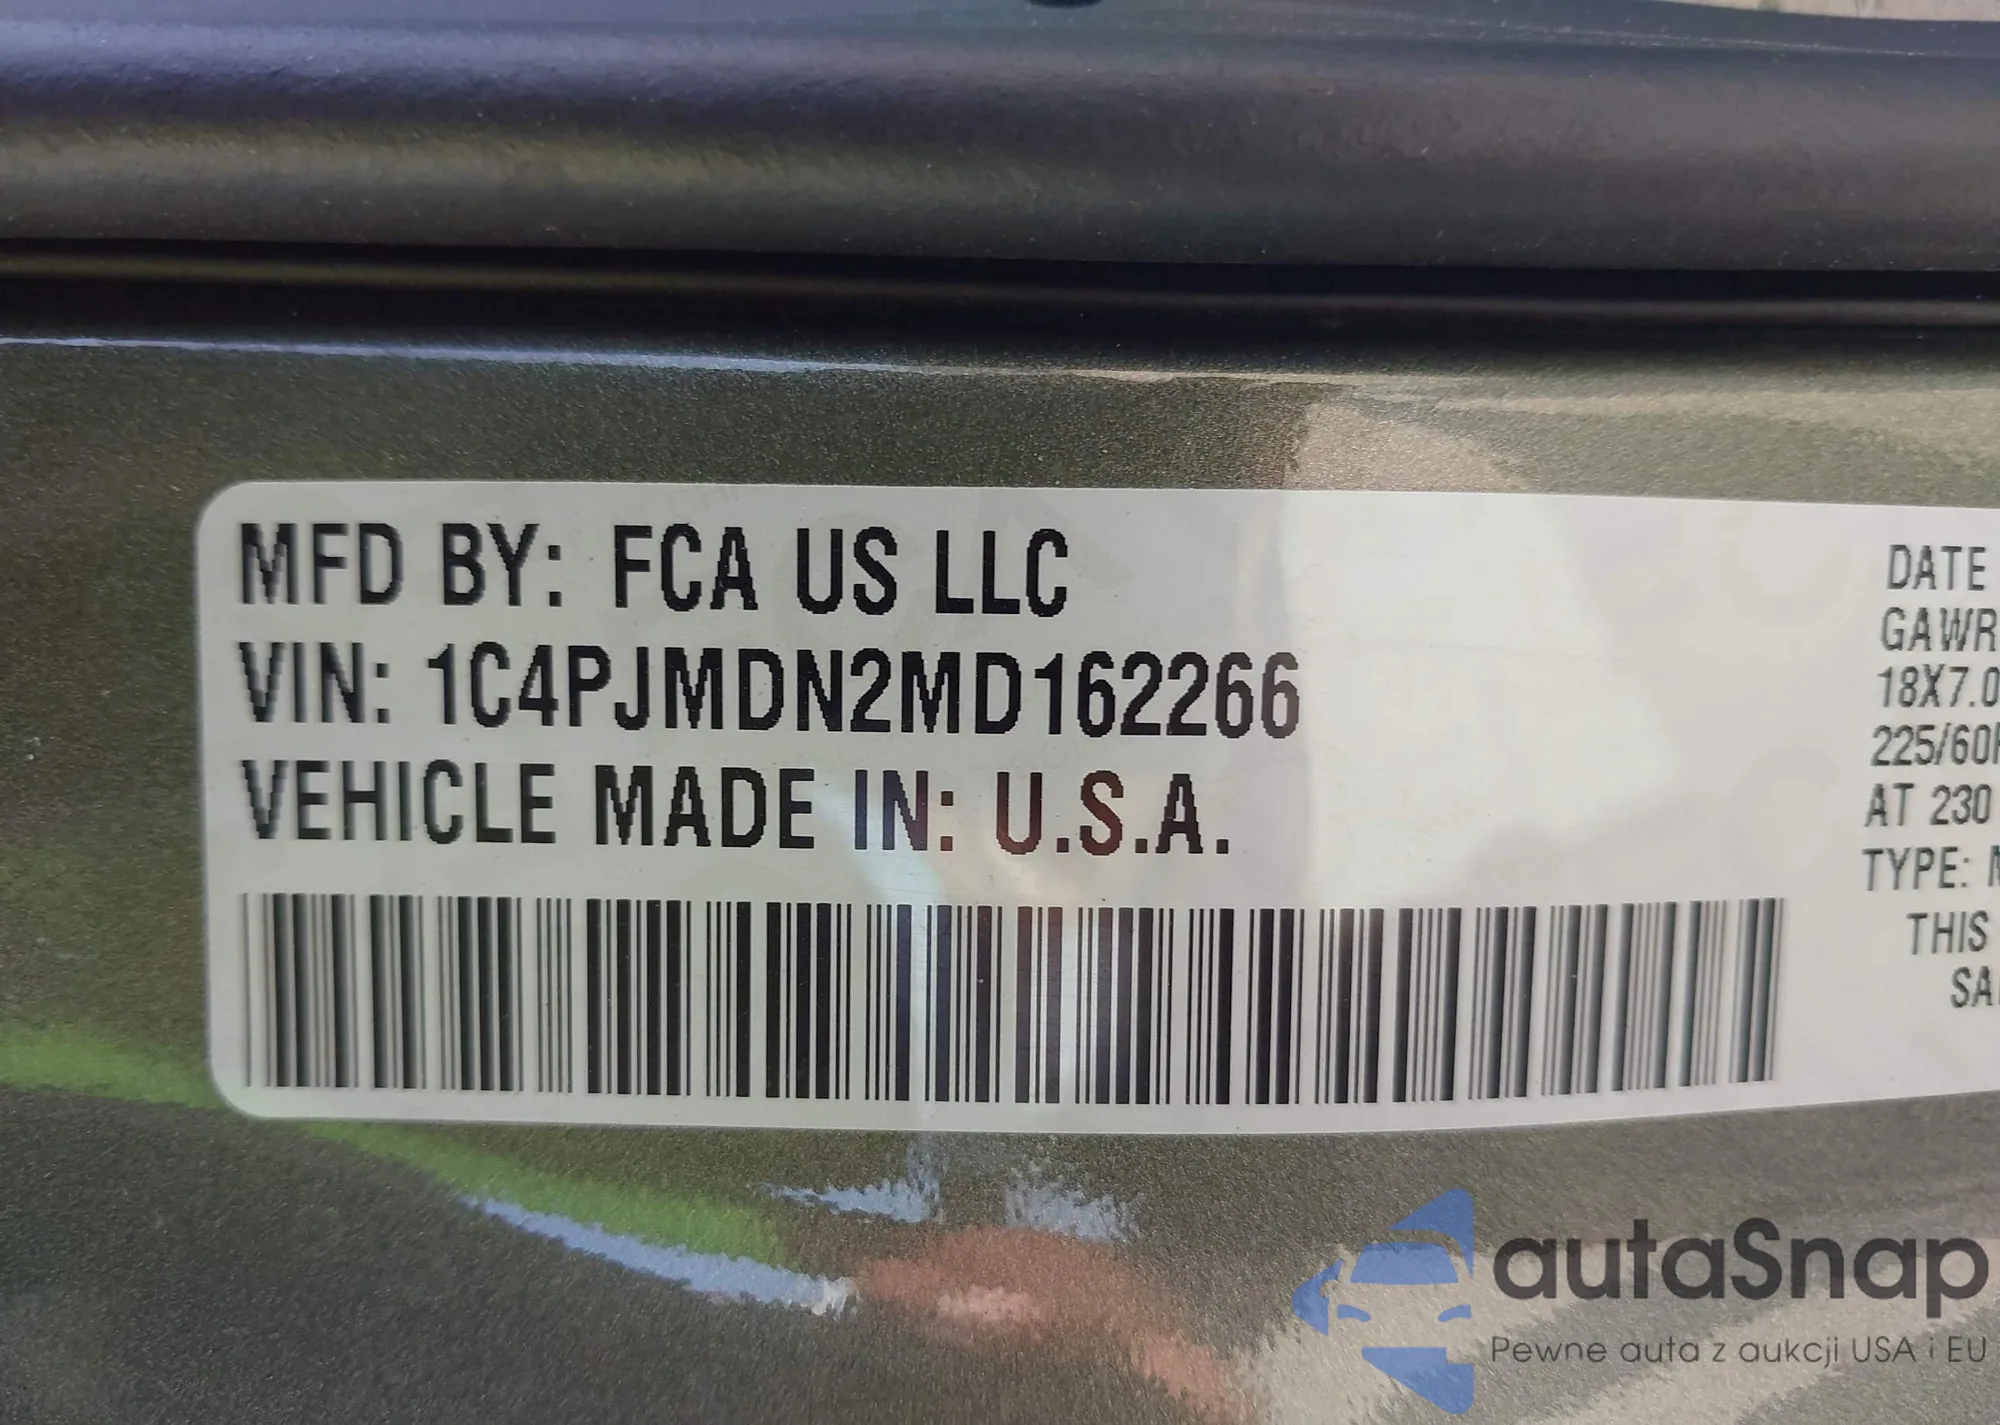 MFD BY: FCA US LLC
VIN: 1C4PJMDN2MD162266
VEHICLE MADE IN: U.S.A.
DATE
GAWR
18X7.0
225/60R
AT 230
TYPE:
THIS
autaSnap
Pewne auta z aukcji USA i EU